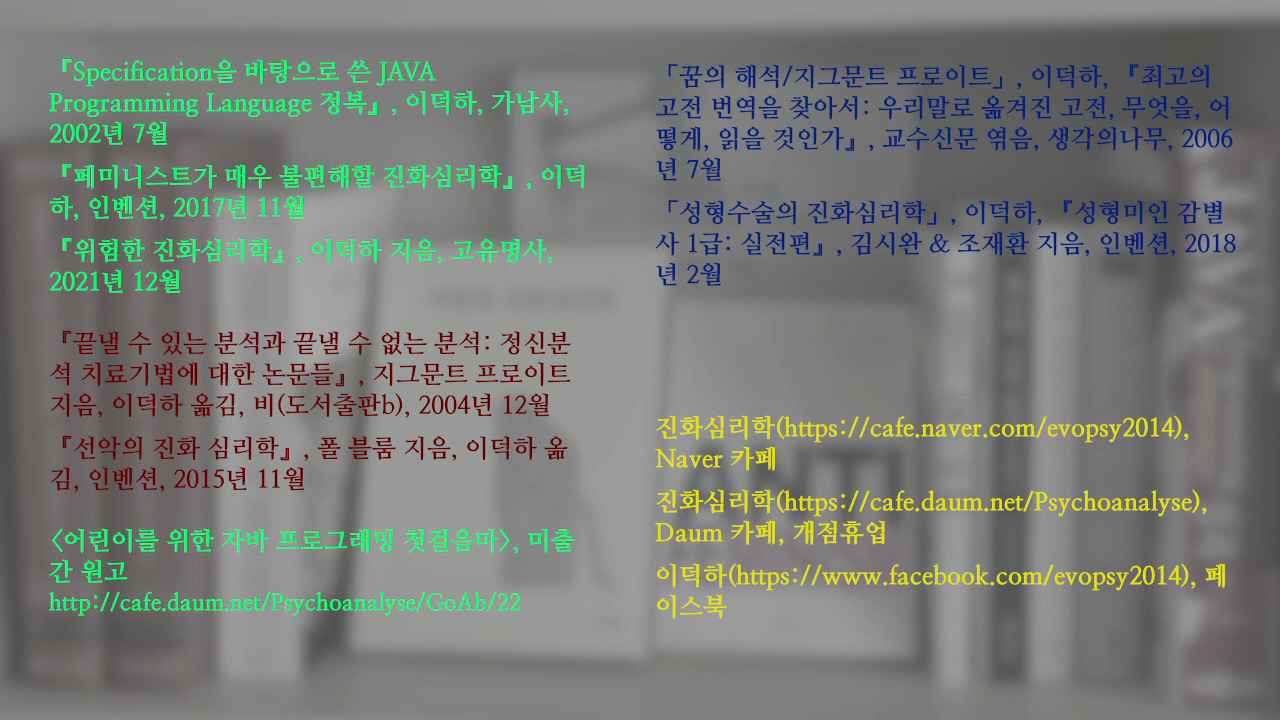 『Specification을 바탕으로 쓴 JAVA
Programming Language 정복』, 이덕하, 가남사,
2002년 7월
『페미니스트가 매우 불편해할 진화심리학』, 이덕
하, 인벤션, 2017년 11월
『위험한 진화심리학』, 이덕하 지음, 고유명사,
2021년 12월
『끝낼 수 있는 분석과 끝낼 수 없는 분석: 정신분
석 치료기법에 대한 논문들』, 지그문트 프로이트
지음, 이덕하 옮김, 비(도서출판b), 2004년 12월
『선악의 진화 심리학』, 폴 블룸 지음, 이덕하 옮
김, 인벤션, 2015년 11월
<어린이를 위한 자바 프로그래밍 첫걸음마>, 미출
간 원고
http://cafe.daum.net/Psychoanalyse/GoAb/22
「꿈의 해석/지그문트 프로이트」, 이덕하, 『최고의
고전 번역을 찾아서: 우리말로 옮겨진 고전, 무엇을, 어
떻게, 읽을 것인가』, 교수신문 엮음, 생각의나무, 2006
년 7월
「성형수술의 진화심리학」, 이덕하, 『성형미인 감별
사 1급: 실전편』, 김시완 & 조재환 지음, 인벤션, 2018
년 2월
진화심리학(https://cafe.naver.com/evopsy2014),
Naver 카페
진화심리학(https://cafe.daum.net/Psychoanalyse),
Daum 카페, 개점휴업
이덕하(https://www.facebook.com/evopsy2014), 페
이스북